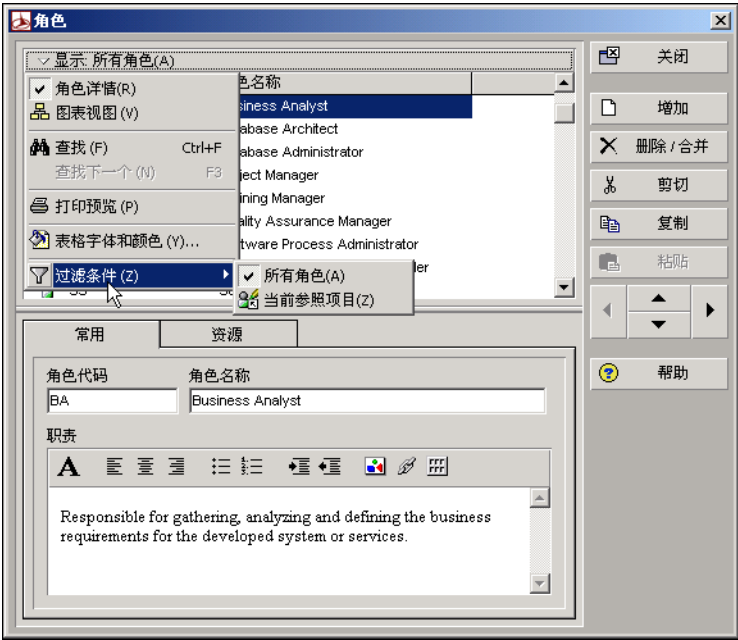 角色
显示: 所有角色(A)
角色详情(R)
图表视图(V)
查找(F) Ctrl+F
查找下一个(N) F3
打印预览(P)
表格字体和颜色(Y)...
过滤条件(Z)
所有角色(A)
当前参照项目(Z)
色名称
siness Analyst
abase Architect
abase Administrator
ject Manager
ining Manager
ality Assurance Manager
tware Process Administrator
ler
关闭
增加
删除/合并
剪切
复制
粘贴
帮助
常用
资源
角色代码
角色名称
BA
Business Analyst
职责
A
Responsible for gathering, analyzing and defining the business
requirements for the developed system or services.